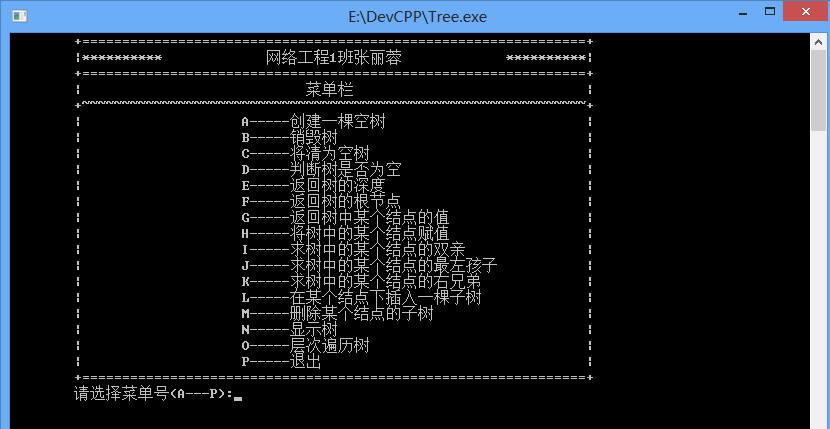 E:\DevCPP\Tree.exe
+===============================================================+
¦********** 网络工程1班张丽蓉 **********¦
+===============================================================+
¦ 菜单栏 ¦
+~~~~~~~~~~~~~~~~~~~~~~~~~~~~~~~~~~~~~~~~~~~~~~~~~~~~~~~~~~~~~~~+
¦ A-----创建一棵空树 ¦
¦ B-----销毁树 ¦
¦ C-----将清为空树 ¦
¦ D-----判断树是否为空 ¦
¦ E-----返回树的深度 ¦
¦ F-----返回树的根节点 ¦
¦ G-----返回树中某个结点的值 ¦
¦ H-----将树中的某个结点赋值 ¦
¦ I-----求树中的某个结点的双亲 ¦
¦ J-----求树中的某个结点的最左孩子 ¦
¦ K-----求树中的某个结点的右兄弟 ¦
¦ L-----在某个结点下插入一棵子树 ¦
¦ M-----删除某个结点的子树 ¦
¦ N-----显示树 ¦
¦ O-----层次遍历树 ¦
¦ P-----退出 ¦
+===============================================================+
请选择菜单号(A---P):_